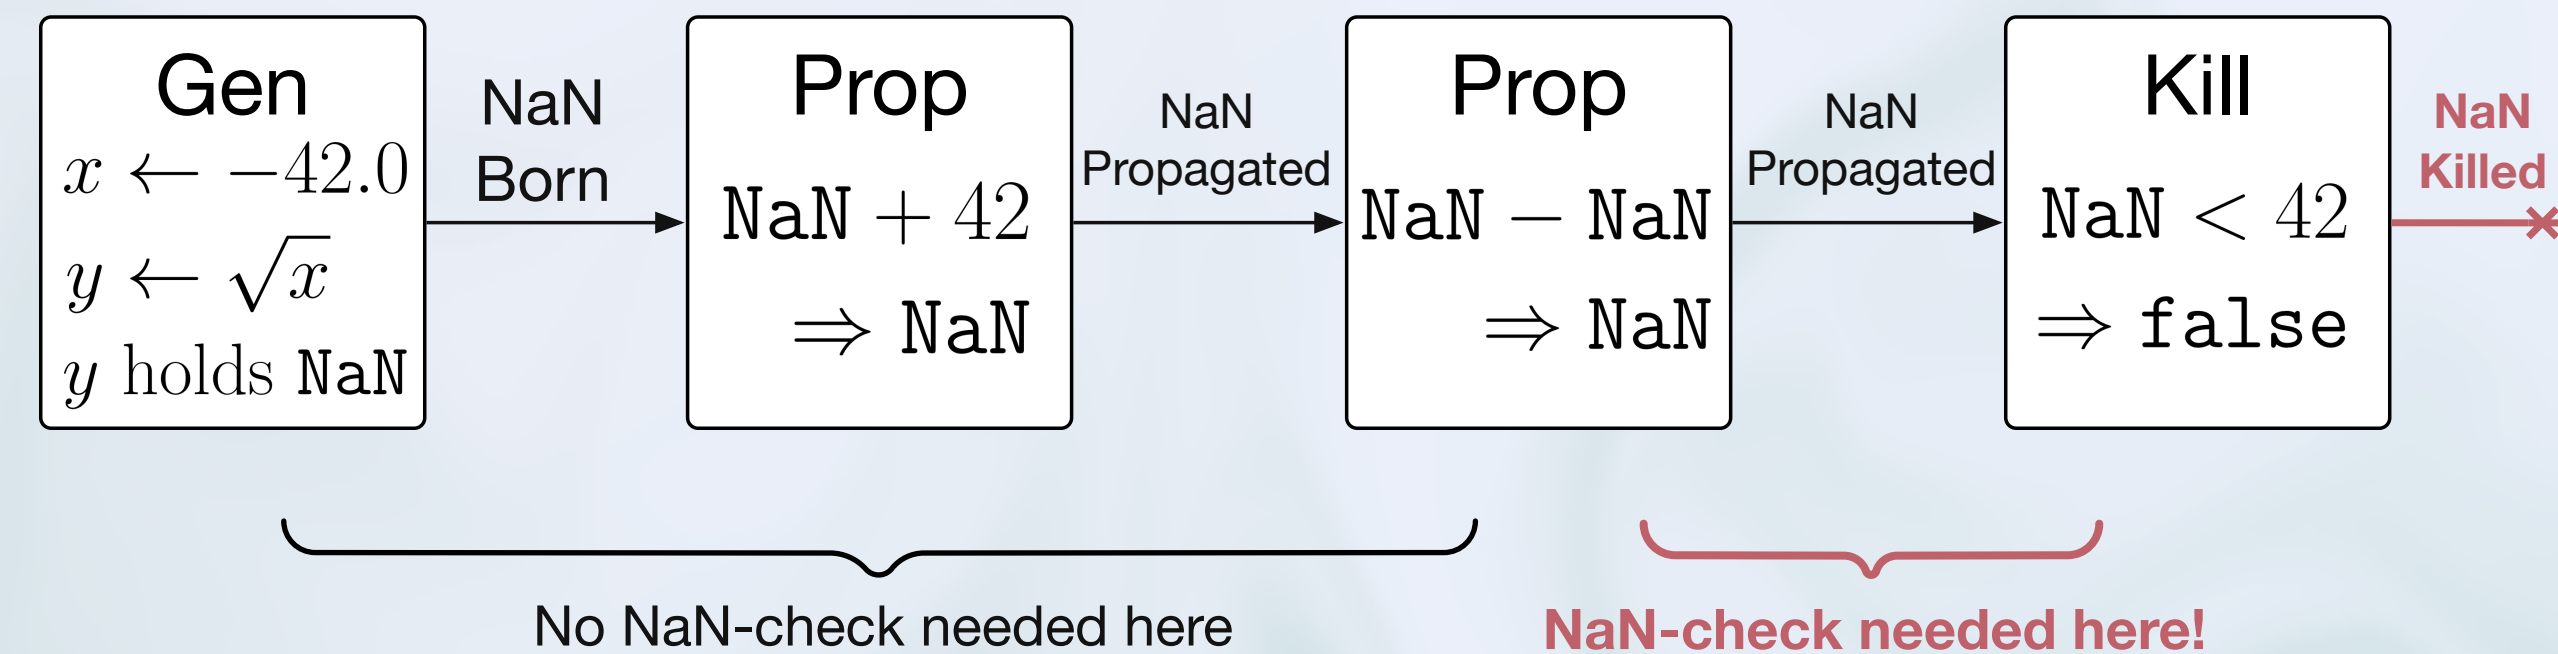 Gen
x ← −42.0
y ← √x
y holds NaN
NaN
Born
Prop
NaN + 42
⇒ NaN
NaN
Propagated
Prop
NaN − NaN
⇒ NaN
NaN
Propagated
Kill
NaN < 42
⇒ false
NaN
Killed
No NaN-check needed here
NaN-check needed here!